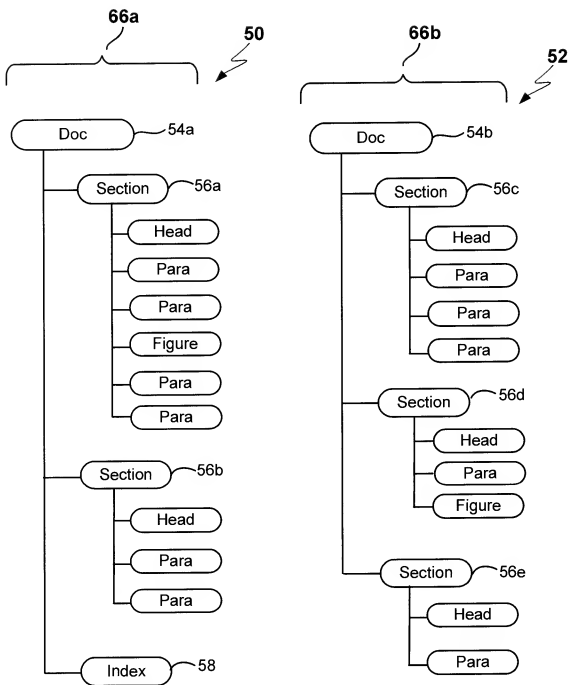 66a
50
Doc 54a
Section 56a
Head
Para
Para
Figure
Para
Para
Section 56b
Head
Para
Para
Index 58
66b
52
Doc 54b
Section 56c
Head
Para
Para
Para
Section 56d
Head
Para
Figure
Section 56e
Head
Para